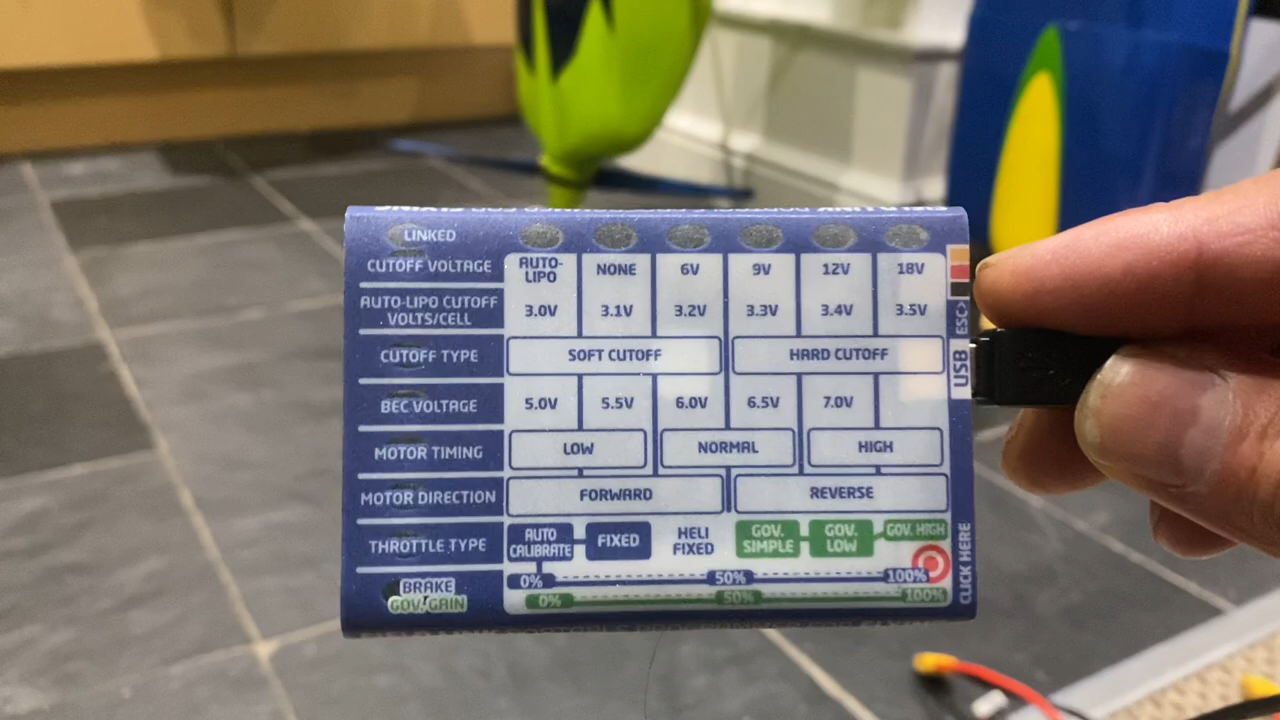 LINKED
CUTOFF VOLTAGE AUTO-LIPO NONE 6V 9V 12V 18V
AUTO-LIPO CUTOFF VOLTS/CELL 3.0V 3.1V 3.2V 3.3V 3.4V 3.5V
ESC>
CUTOFF TYPE SOFT CUTOFF HARD CUTOFF
USB
BEC VOLTAGE 5.0V 5.5V 6.0V 6.5V 7.0V
MOTOR TIMING LOW NORMAL HIGH
MOTOR DIRECTION FORWARD REVERSE
THROTTLE TYPE AUTO CALIBRATE FIXED HELI FIXED GOV. SIMPLE GOV. LOW GOV. HIGH
CLICK HERE
BRAKE 0% 50% 100%
GOV. GAIN 0% 50% 100%